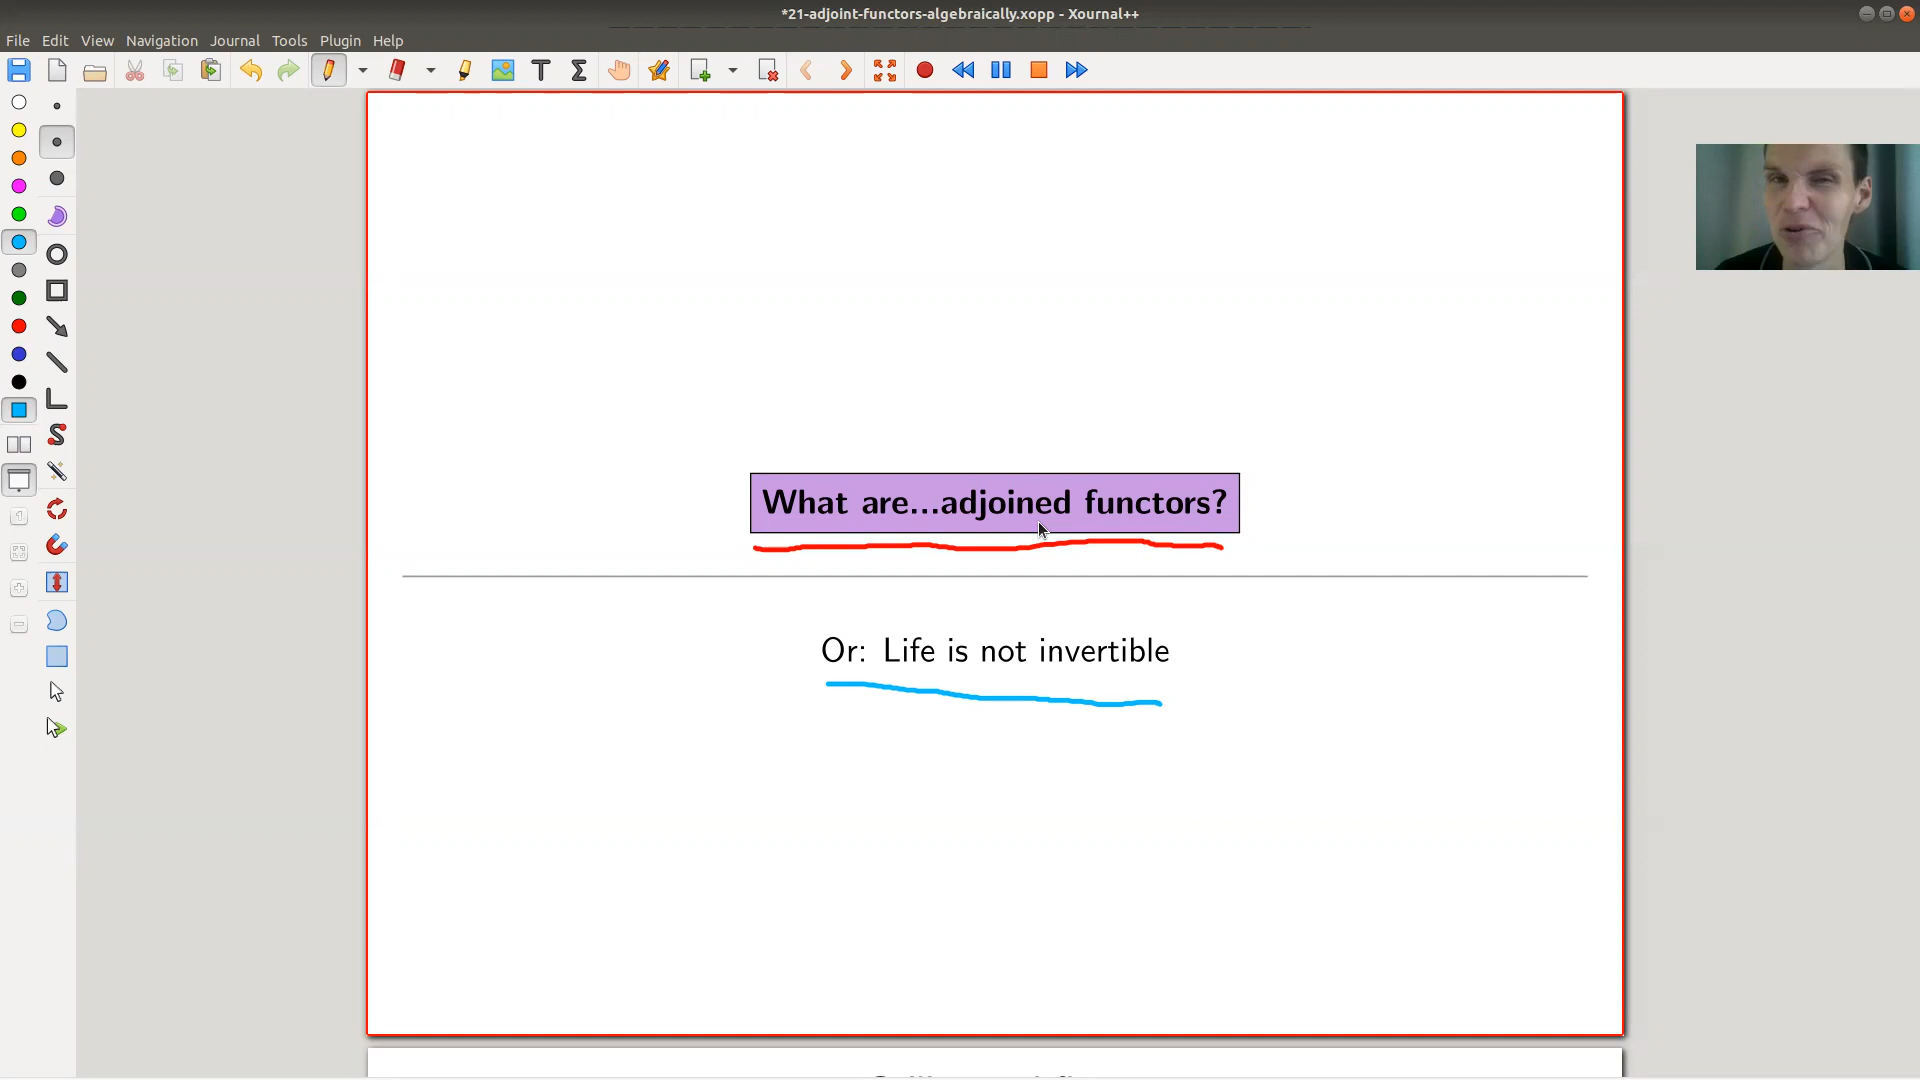 *21-adjoint-functors-algebraically.xopp - Xournal++
File Edit View Navigation Journal Tools Plugin Help
What are...adjoined functors?
Or: Life is not invertible